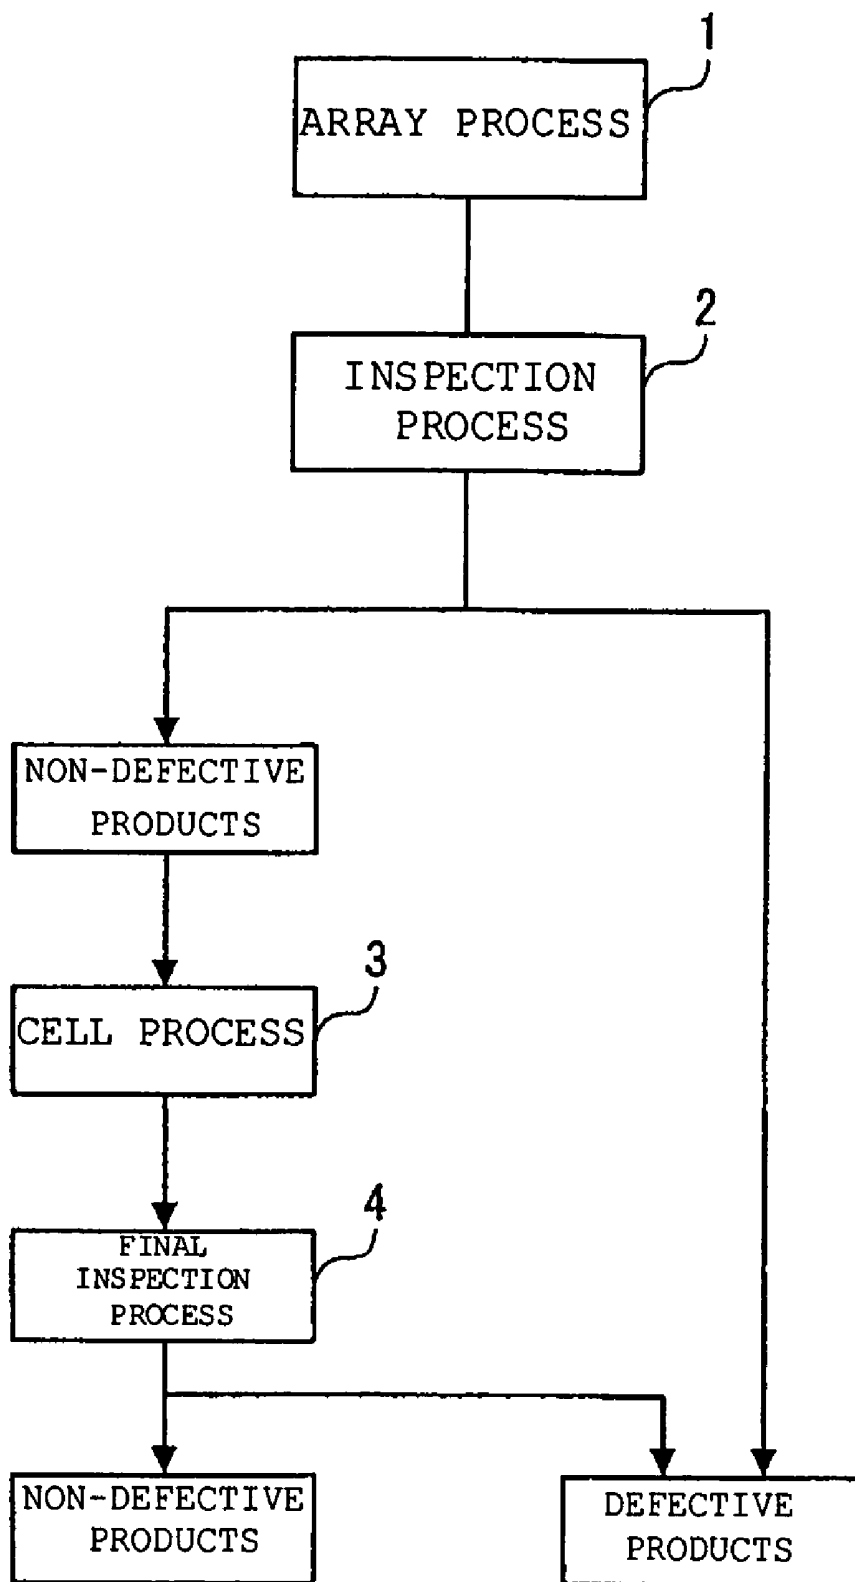 1
ARRAY PROCESS
2
INSPECTION
PROCESS
NON-DEFECTIVE
PRODUCTS
3
CELL PROCESS
4
FINAL
INSPECTION
PROCESS
NON-DEFECTIVE
PRODUCTS
DEFECTIVE
PRODUCTS